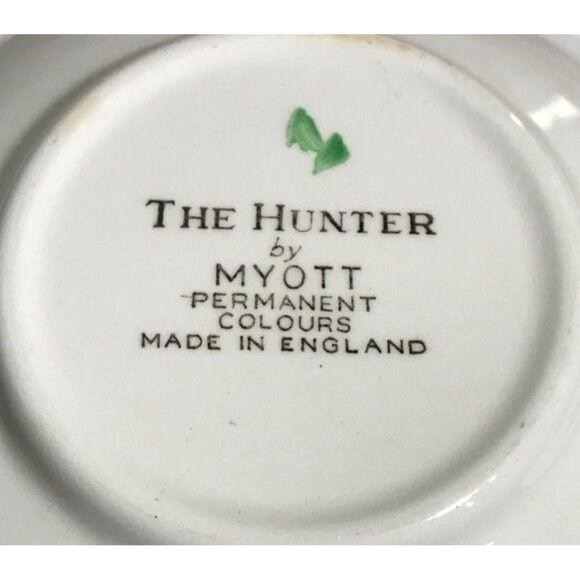 THE HUNTER
by
MYOTT
PERMANENT
COLOURS
MADE IN ENGLAND